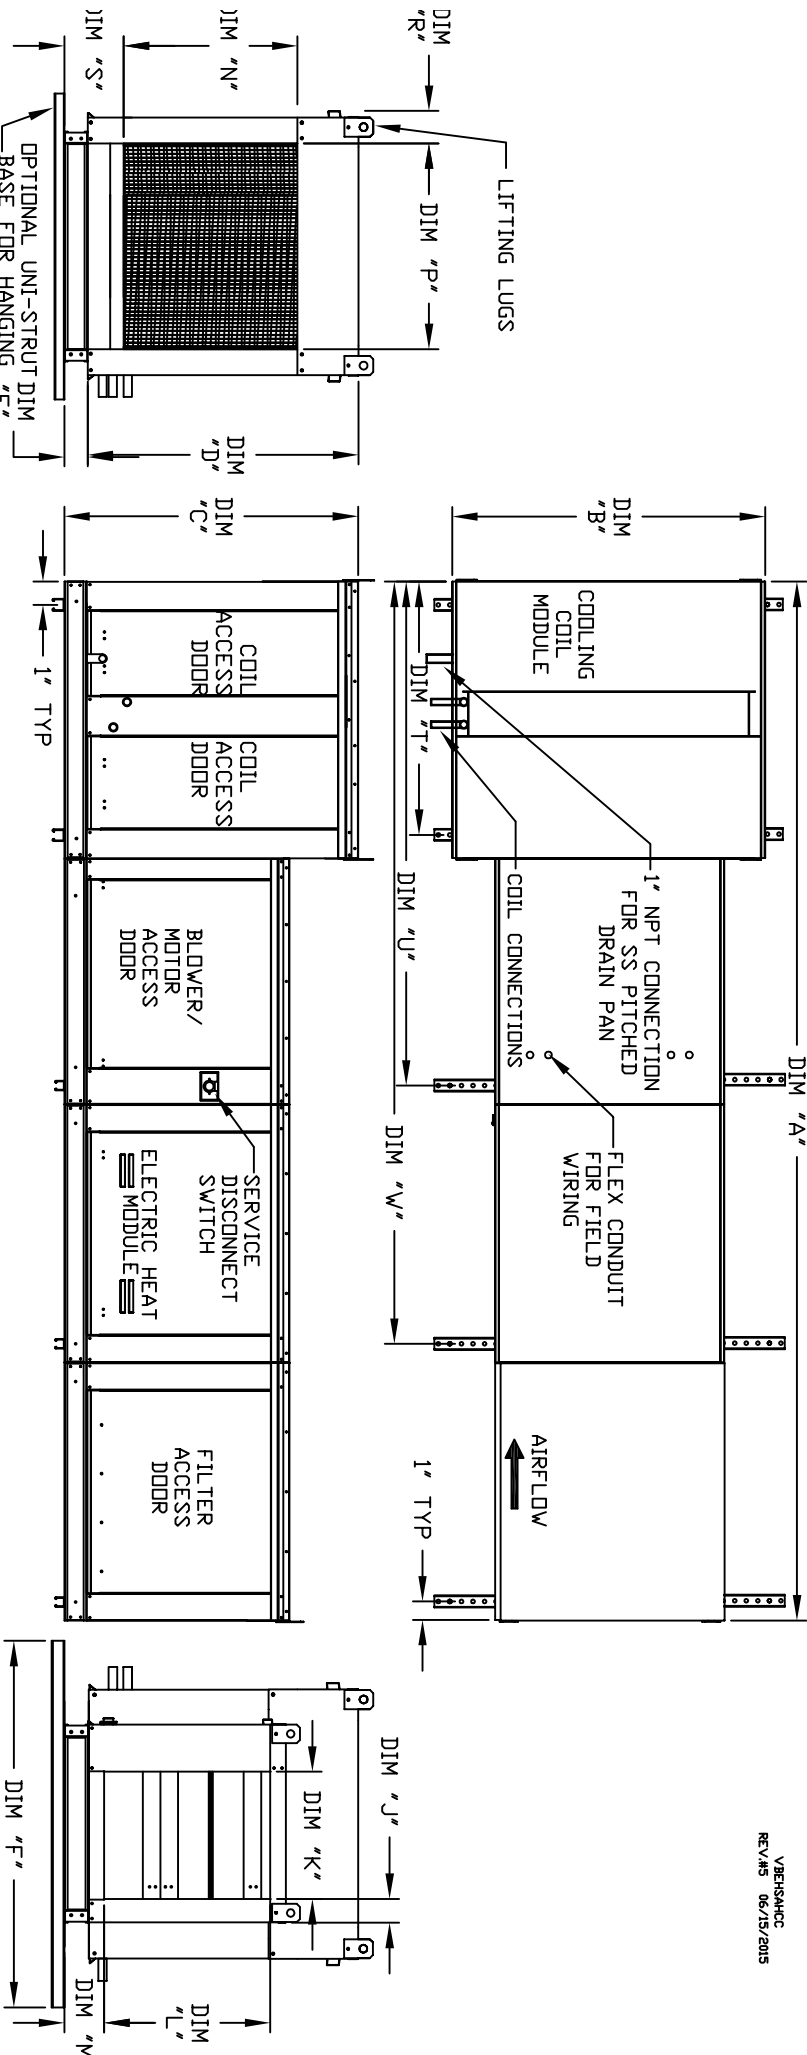 VBEHSAHCC
REV.#5 06/15/2015
DIM "A"
DIM
"B"
COOLING
COIL
MODULE
DIM "T"
DIM "U"
DIM "W"
1" NPT CONNECTION
FOR SS PITCHED
DRAIN PAN
COIL CONNECTIONS
FLEX CONDUIT
FOR FIELD
WIRING
AIRFLOW
1" TYP
DIM
"R"
LIFTING LUGS
DIM "P"
DIM "N"
DIM "S"
DIM
"D"
OPTIONAL UNI-STRUT
BASE FOR HANGING
DIM
"E"
DIM
"C"
1" TYP
COIL
ACCESS
DOOR
COIL
ACCESS
DOOR
BLOWER/
MOTOR
ACCESS
DOOR
SERVICE
DISCONNECT
SWITCH
ELECTRIC HEAT
MODULE
FILTER
ACCESS
DOOR
DIM "J"
DIM "K"
DIM
"L"
DIM "M
DIM "F"